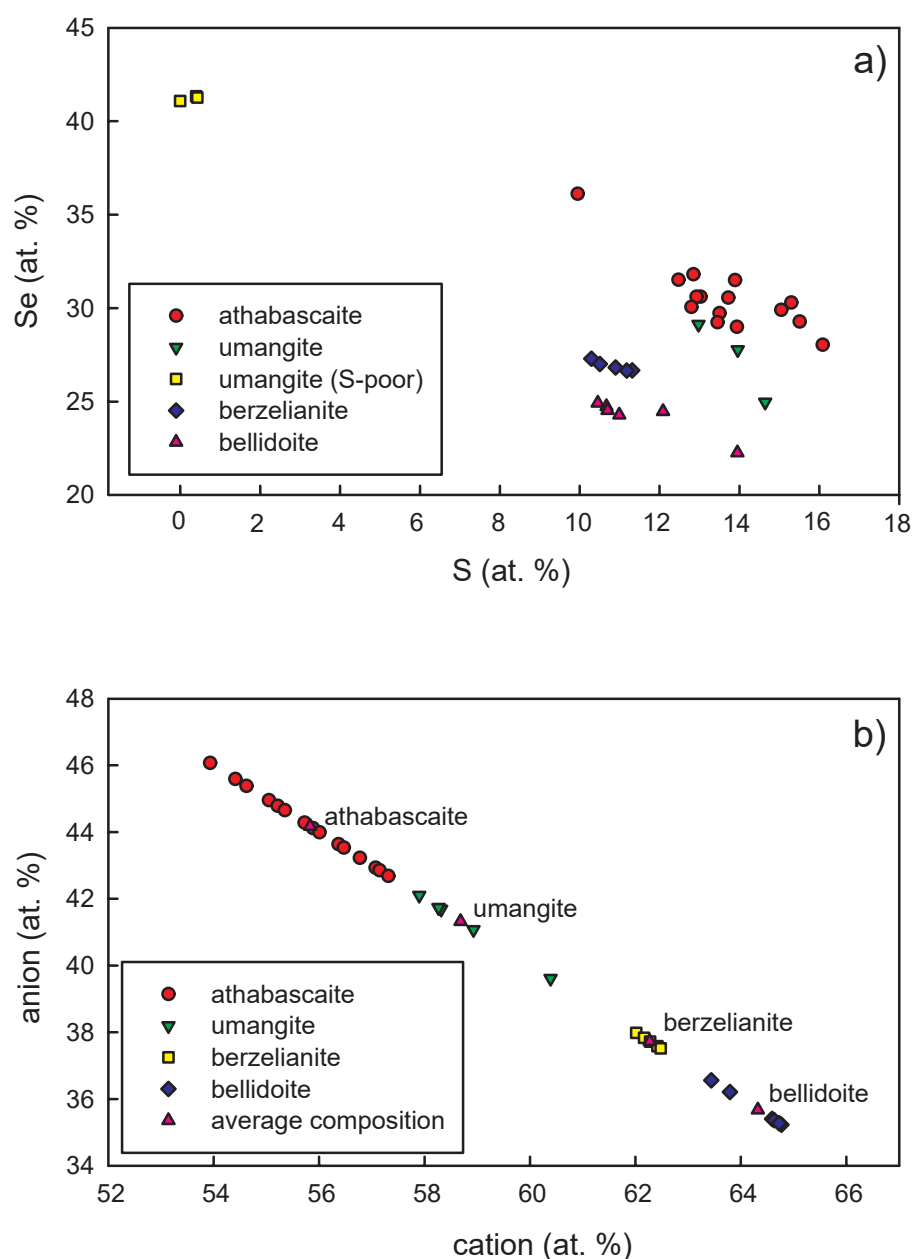 a)
45
40
35
30
25
20
Se (at. %)
athabascaite
umangite
umangite (S-poor)
berzelianite
bellidoite
0 2 4 6 8 10 12 14 16 18
S (at. %)
b)
48
46
44
42
40
38
36
34
anion (at. %)
athabascaite
umangite
berzelianite
bellidoite
athabascaite
umangite
berzelianite
bellidoite
average composition
52 54 56 58 60 62 64 66
cation (at. %)